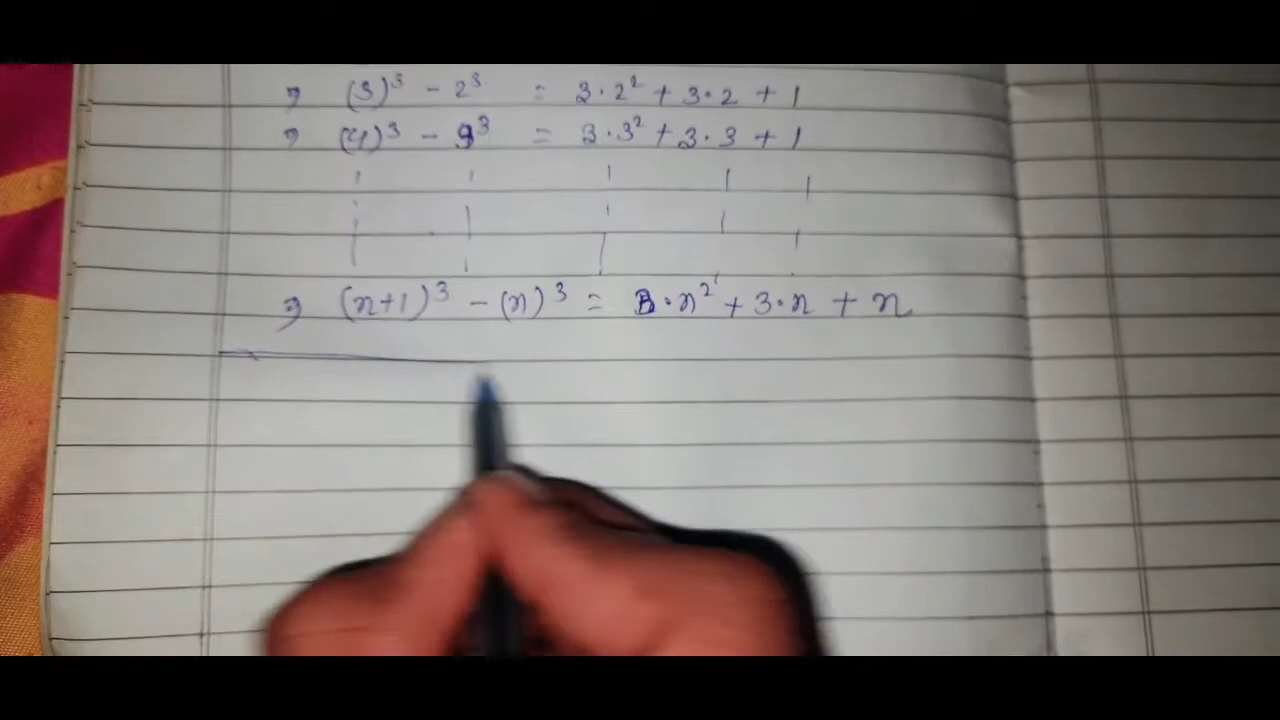 ⇒ (3)³ - 2³ = 3·2² + 3·2 + 1
⇒ (4)³ - 3³ = 3·3² + 3·3 + 1
⇒ (n+1)³ - (n)³ = 3·n² + 3·n + n